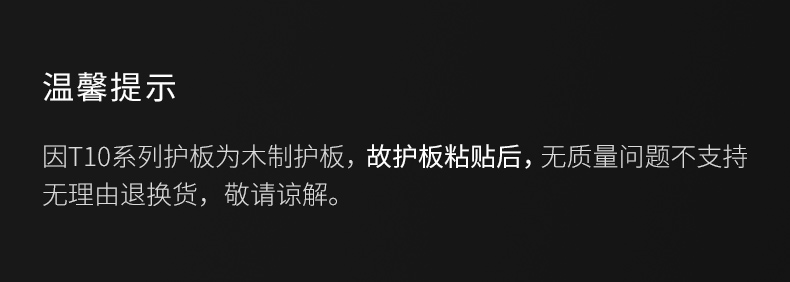 温馨提示
因T10系列护板为木制护板，故护板粘贴后，无质量问题不支持
无理由退换货，敬请谅解。